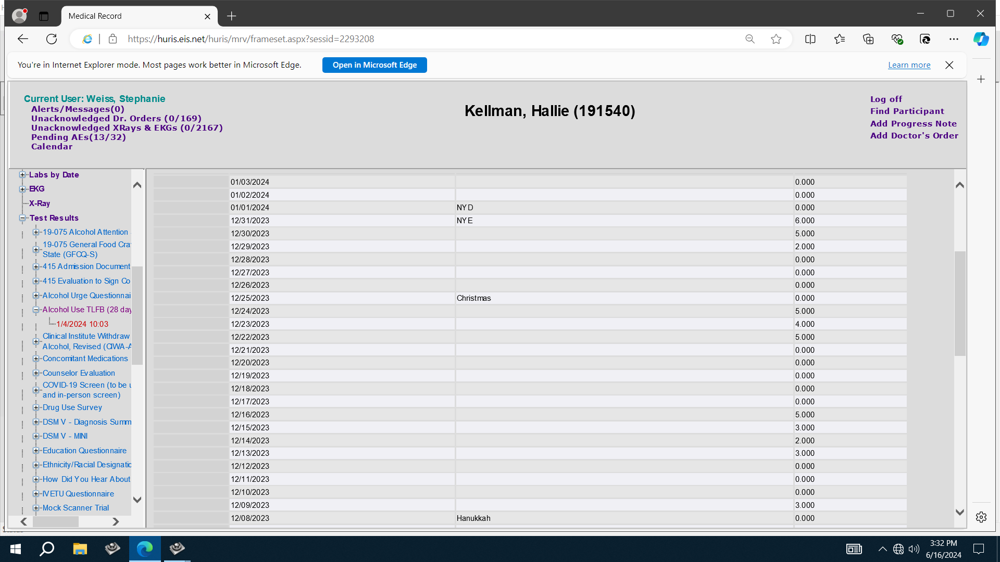 Medical Record
https://huris.eis.net/huris/mrv/frameset.aspx?sessid=2293208
You're in Internet Explorer mode. Most pages work better in Microsoft Edge.
Open in Microsoft Edge
Learn more
Current User: Weiss, Stephanie
Alerts/Messages(0)
Unacknowledged Dr. Orders (0/169)
Unacknowledged XRays & EKGs (0/2167)
Pending AEs(13/32)
Calendar
Kellman, Hallie (191540)
Log off
Find Participant
Add Progress Note
Add Doctor's Order
Labs by Date
EKG
X-Ray
Test Results
19-075 Alcohol Attention
19-075 General Food Cra
State (GFCQ-S)
415 Admission Document
415 Evaluation to Sign Co
Alcohol Urge Questionnai
Alcohol Use TLFB (28 day
1/4/2024 10:03
Clinical Institute Withdraw
Alcohol, Revised (CIWA-A
Concomitant Medications
Counselor Evaluation
COVID-19 Screen (to be u
and in-person screen)
Drug Use Survey
DSM V - Diagnosis Summ
DSM V - MINI
Education Questionnaire
Ethnicity/Racial Designatio
How Did You Hear About
IVETU Questionnaire
Mock Scanner Trial
01/03/2024 0.000
01/02/2024 0.000
01/01/2024 NYD 0.000
12/31/2023 NYE 6.000
12/30/2023 5.000
12/29/2023 2.000
12/28/2023 0.000
12/27/2023 0.000
12/26/2023 0.000
12/25/2023 Christmas 0.000
12/24/2023 5.000
12/23/2023 4.000
12/22/2023 5.000
12/21/2023 0.000
12/20/2023 0.000
12/19/2023 0.000
12/18/2023 0.000
12/17/2023 0.000
12/16/2023 5.000
12/15/2023 3.000
12/14/2023 2.000
12/13/2023 3.000
12/12/2023 0.000
12/11/2023 0.000
12/10/2023 0.000
12/09/2023 3.000
12/08/2023 Hanukkah 0.000
3:32 PM
6/16/2024